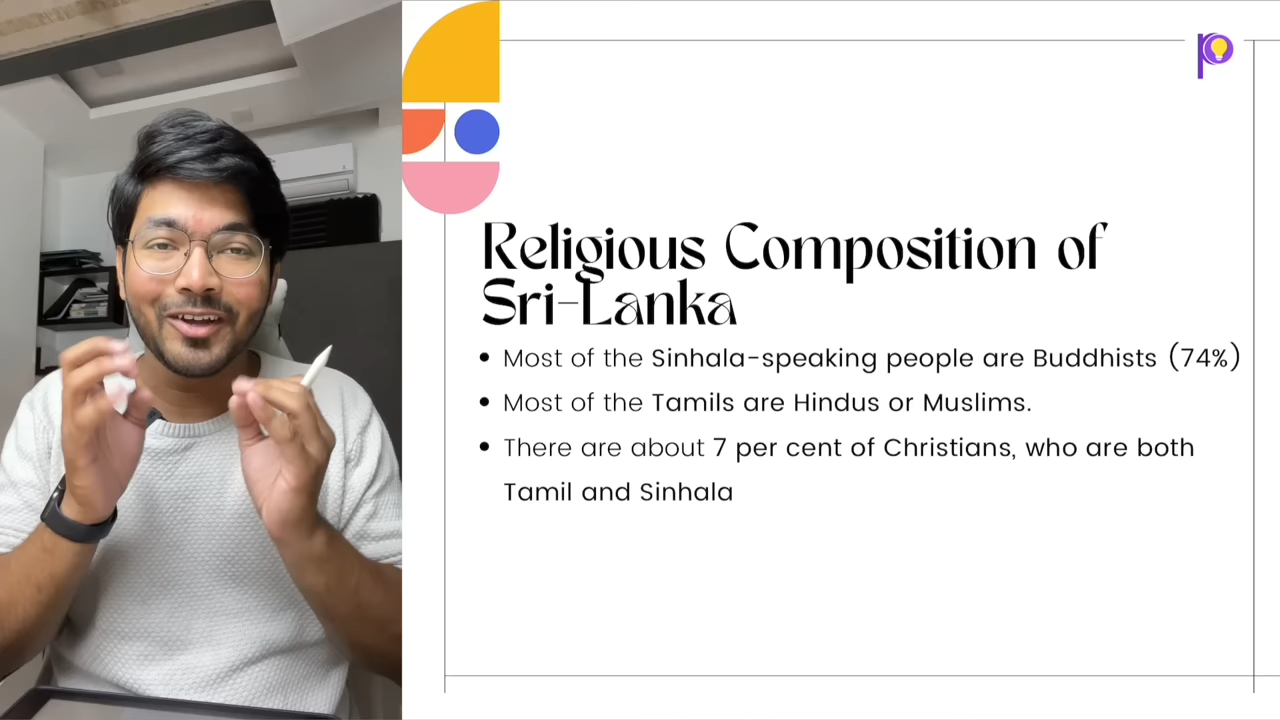 Religious Composition of
Sri-Lanka
• Most of the Sinhala-speaking people are Buddhists (74%)
• Most of the Tamils are Hindus or Muslims.
• There are about 7 per cent of Christians, who are both
Tamil and Sinhala